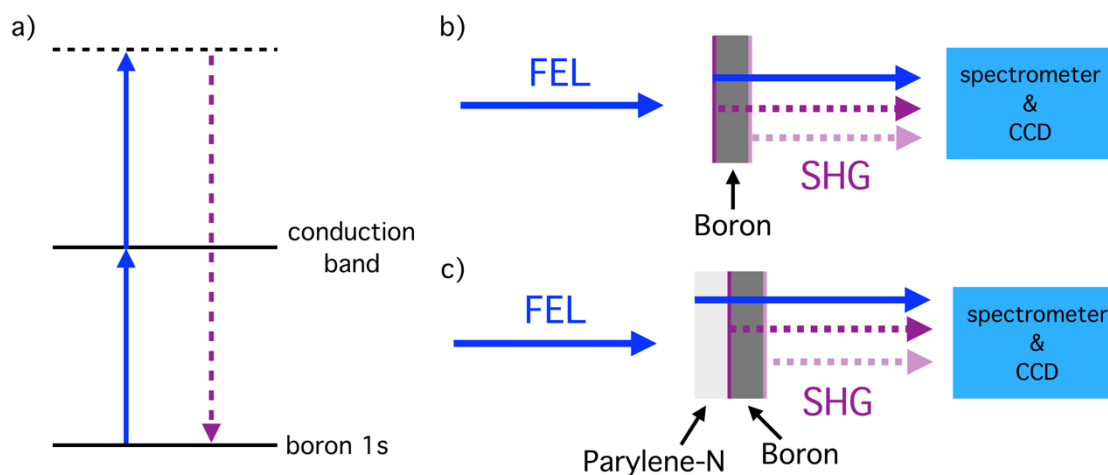 a)
conduction
band
boron 1s
b)
FEL
spectrometer
&
CCD
SHG
Boron
c)
FEL
spectrometer
&
CCD
SHG
Parylene-N
Boron